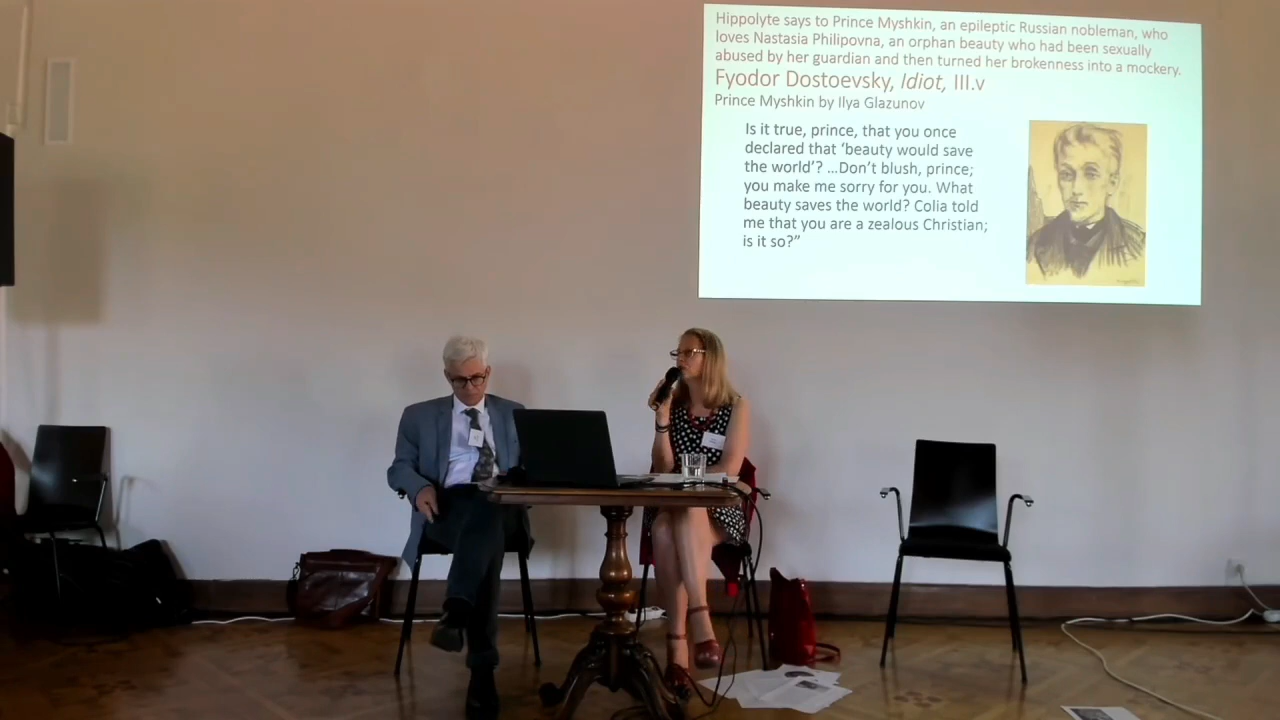 Hippolyte says to Prince Myshkin, an epileptic Russian nobleman, who
loves Nastasia Philipovna, an orphan beauty who had been sexually
abused by her guardian and then turned her brokenness into a mockery.
Fyodor Dostoevsky, Idiot, III.v
Prince Myshkin by Ilya Glazunov
Is it true, prince, that you once
declared that ‘beauty would save
the world’? ...Don’t blush, prince;
you make me sorry for you. What
beauty saves the world? Colia told
me that you are a zealous Christian;
is it so?”